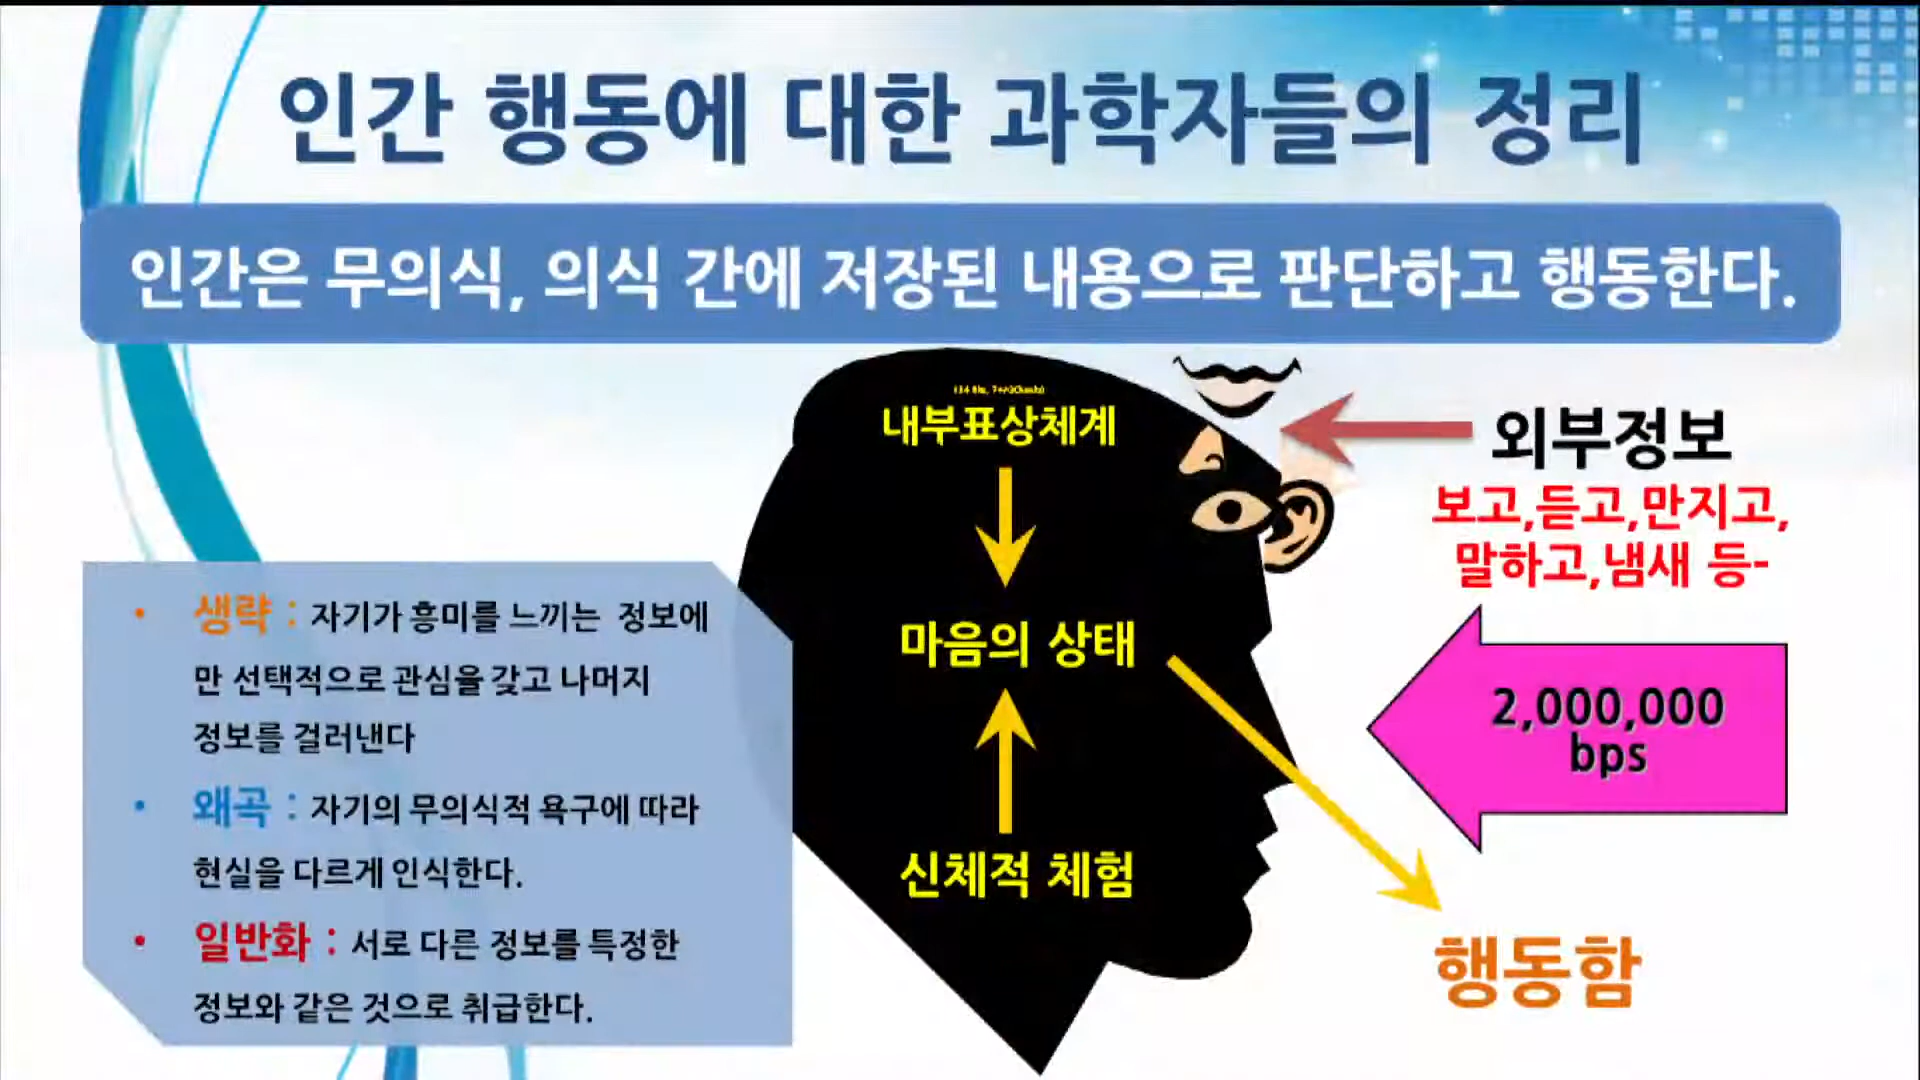 인간 행동에 대한 과학자들의 정리
인간은 무의식, 의식 간에 저장된 내용으로 판단하고 행동한다.
내부표상체계
마음의 상태
신체적 체험
외부정보
보고,듣고,만지고,
말하고,냄새 등-
2,000,000
bps
행동함
• 생략 : 자기가 흥미를 느끼는 정보에
만 선택적으로 관심을 갖고 나머지
정보를 걸러낸다
• 왜곡 : 자기의 무의식적 욕구에 따라
현실을 다르게 인식한다.
• 일반화 : 서로 다른 정보를 특정한
정보와 같은 것으로 취급한다.